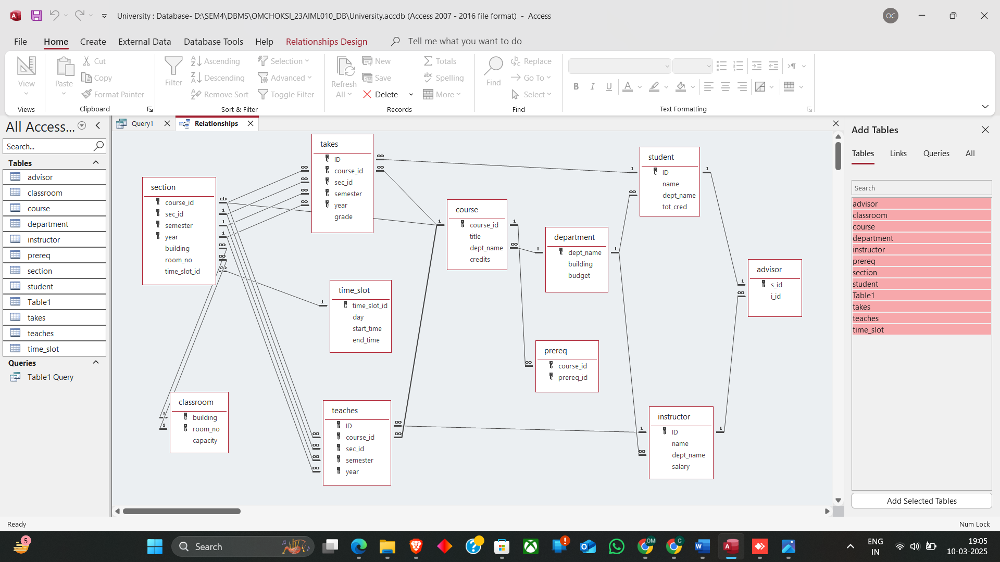 University : Database- D:\SEM4\DBMS\OMCHOKSI_23AIML010_DB\University.accdb (Access 2007 - 2016 file format)  -  Access
OC
File Home Create External Data Database Tools Help Relationships Design Tell me what you want to do
View
Views
Paste
Cut
Copy
Format Painter
Clipboard
Filter
Ascending
Descending
Remove Sort
Selection
Advanced
Toggle Filter
Sort & Filter
Refresh
All
New
Save
Delete
Totals
Spelling
More
Records
Find
Replace
Go To
Select
Find
B I U A
Text Formatting
All Access...
Search...
Tables
advisor
classroom
course
department
instructor
prereq
section
student
Table1
takes
teaches
time_slot
Queries
Table1 Query
Query1
Relationships
section
course_id
sec_id
semester
year
building
room_no
time_slot_id
takes
ID
course_id
sec_id
semester
year
grade
course
course_id
title
dept_name
credits
student
ID
name
dept_name
tot_cred
department
dept_name
building
budget
advisor
s_id
i_id
time_slot
time_slot_id
day
start_time
end_time
prereq
course_id
prereq_id
classroom
building
room_no
capacity
teaches
ID
course_id
sec_id
semester
year
instructor
ID
name
dept_name
salary
Add Tables
Tables Links Queries All
Search
advisor
classroom
course
department
instructor
prereq
section
student
Table1
takes
teaches
time_slot
Add Selected Tables
Ready
Num Lock
5
Search
OM
C
ENG
IN
19:05
10-03-2025